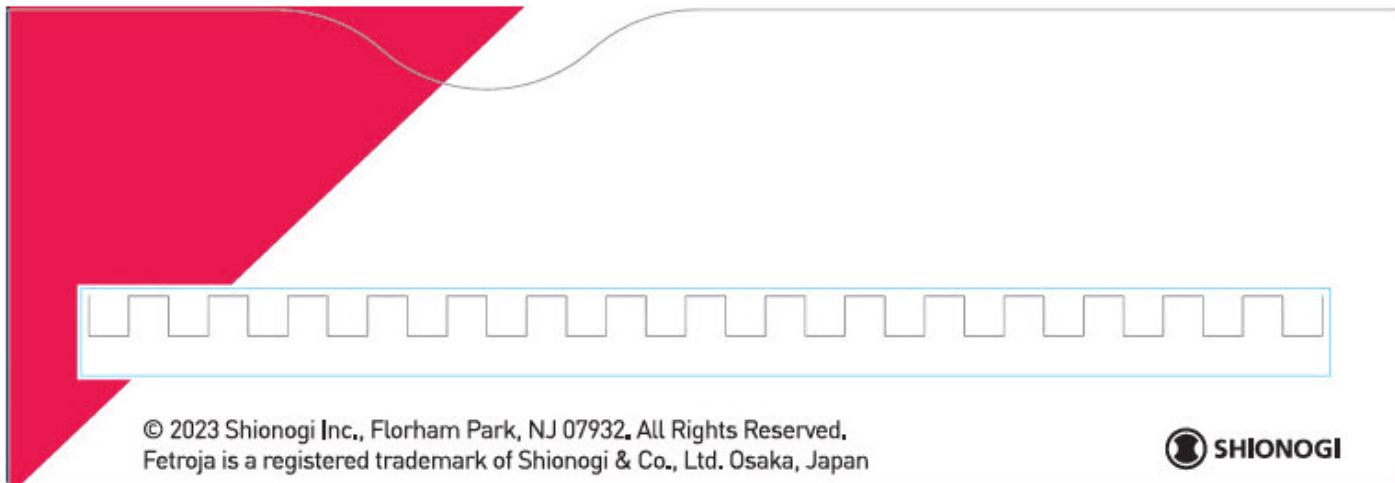 © 2023 Shionogi Inc., Florham Park, NJ 07932. All Rights Reserved.
Fetroja is a registered trademark of Shionogi & Co., Ltd. Osaka, Japan
SHIONOGI